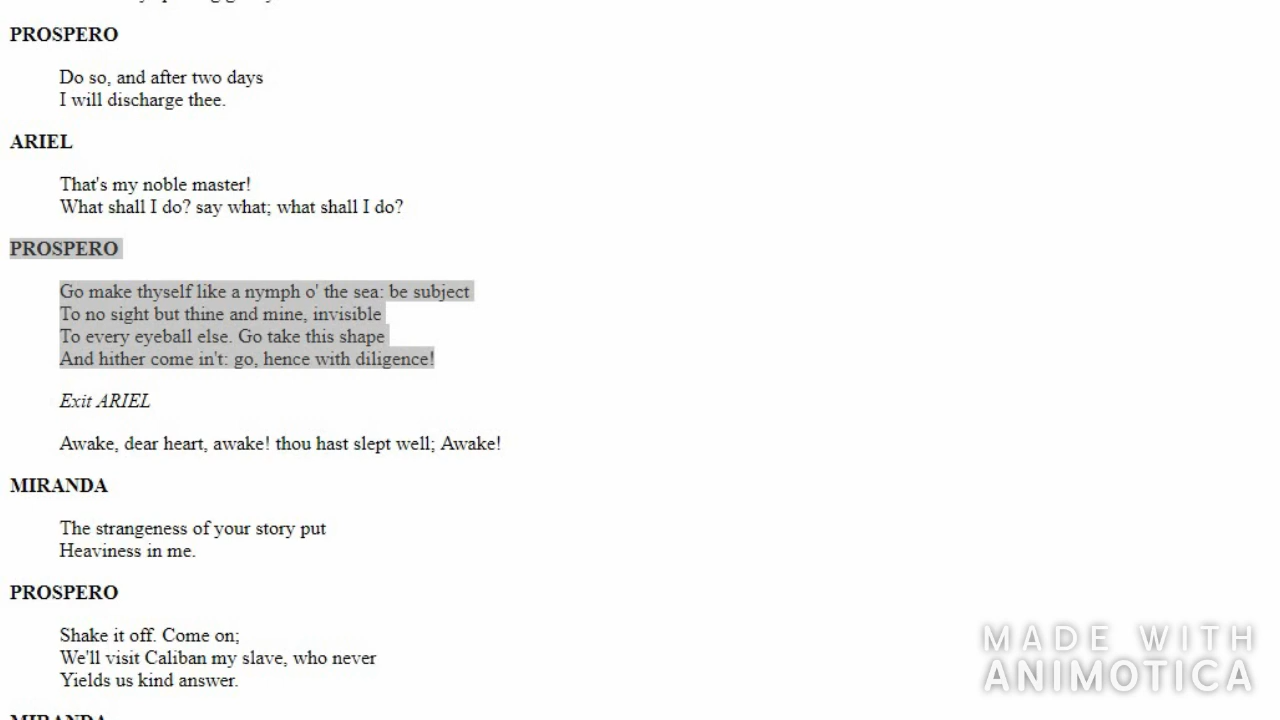 PROSPERO
Do so, and after two days
I will discharge thee.
ARIEL
That's my noble master!
What shall I do? say what; what shall I do?
PROSPERO
Go make thyself like a nymph o' the sea: be subject
To no sight but thine and mine, invisible
To every eyeball else. Go take this shape
And hither come in't: go, hence with diligence!
Exit ARIEL
Awake, dear heart, awake! thou hast slept well; Awake!
MIRANDA
The strangeness of your story put
Heaviness in me.
PROSPERO
Shake it off. Come on;
We'll visit Caliban my slave, who never
Yields us kind answer.
MIRANDA
MADE WITH
ANIMOTICA